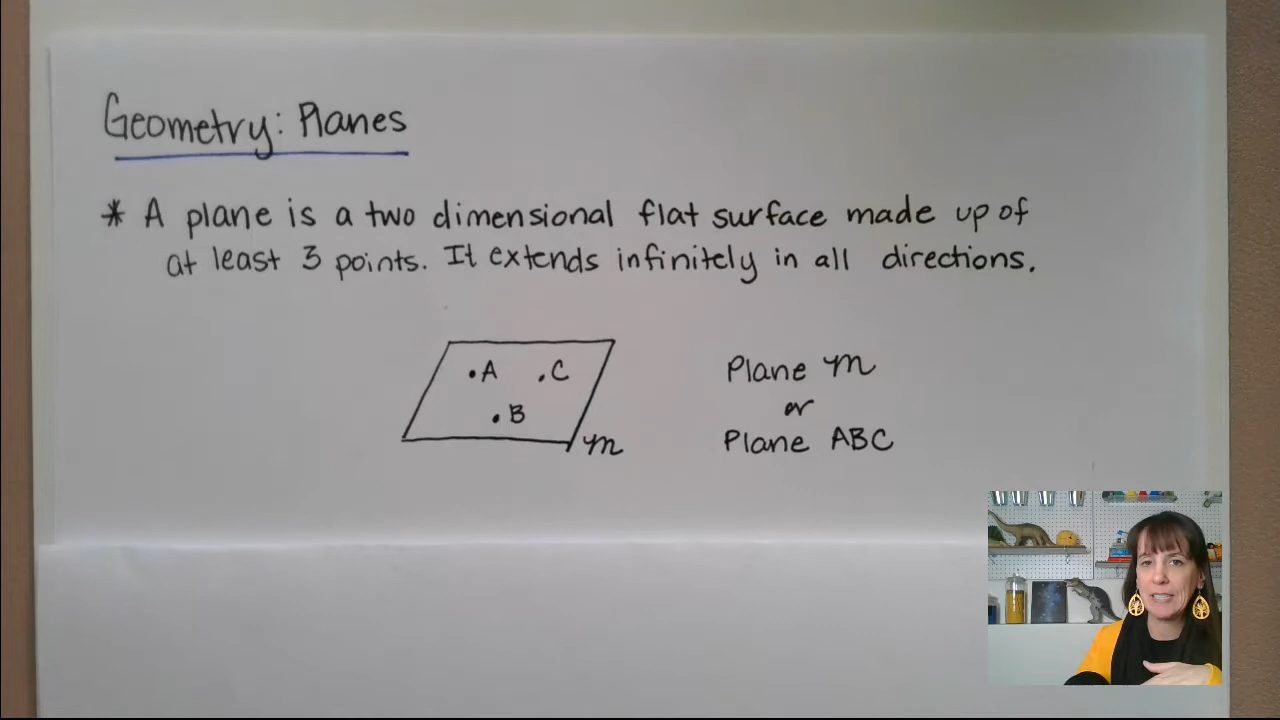 Geometry: Planes
* A plane is a two dimensional flat surface made up of
at least 3 points. It extends infinitely in all directions.
A
C
B
m
Plane m
or
Plane ABC